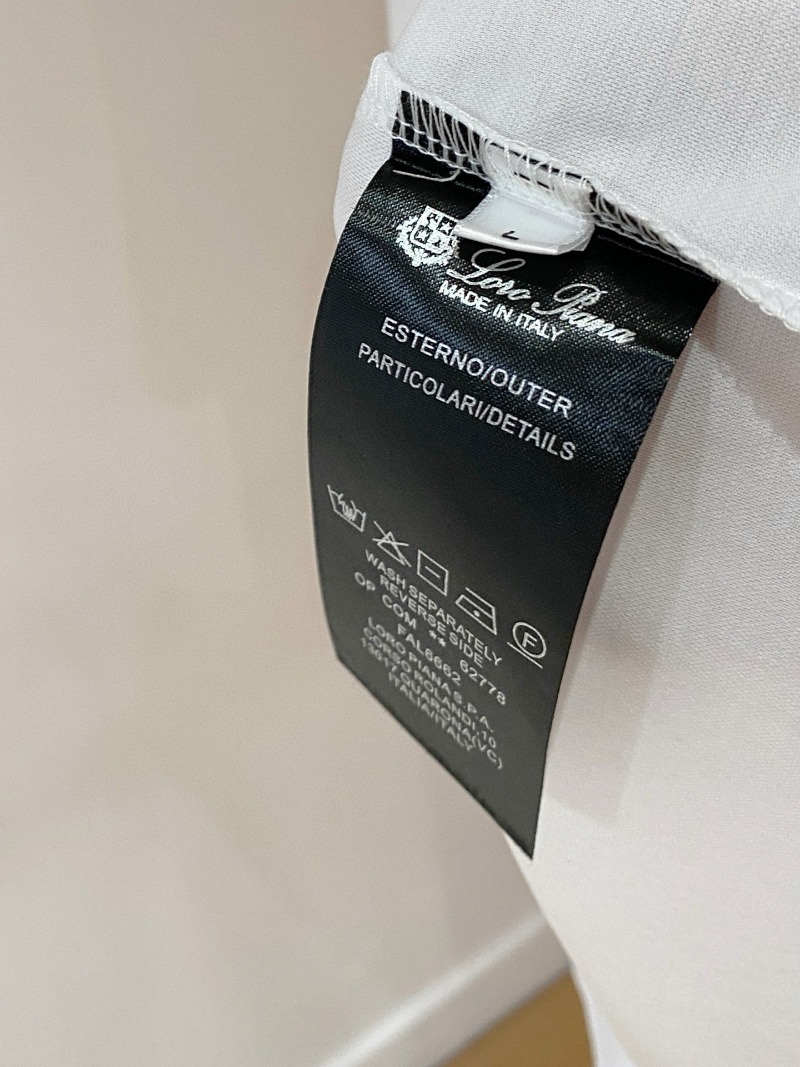 L
Loro Piana
MADE IN ITALY
ESTERNO/OUTER
PARTICOLARI/DETAILS
F
WASH SEPARATELY
REVERSE SIDE
OP COM ** 62778
FAL6662
LORO PIANA S.P.A.
CORSO ROLANDI, 10
QUARONA(VC)
ITALIA/ITALY